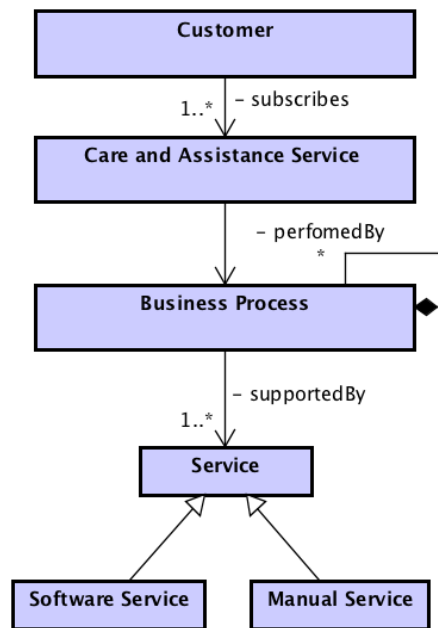 Customer
1..*
– subscribes
Care and Assistance Service
– perfomedBy
*
Business Process
– supportedBy
1..*
Service
Software Service
Manual Service